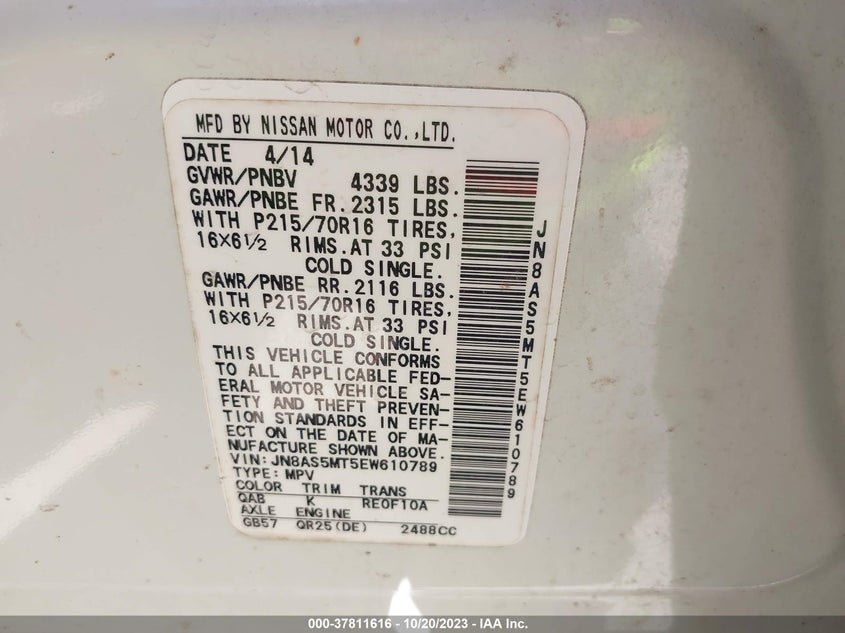 MFD BY NISSAN MOTOR CO.,LTD.
DATE 4/14
GVWR/PNBV 4339 LBS.
GAWR/PNBE FR.2315 LBS.
WITH P215/70R16 TIRES,
16X6½ RIMS.AT 33 PSI
COLD SINGLE.
GAWR/PNBE RR.2116 LBS.
WITH P215/70R16 TIRES,
16X6½ RIMS.AT 33 PSI
COLD SINGLE.
THIS VEHICLE CONFORMS
TO ALL APPLICABLE FED-
ERAL MOTOR VEHICLE SA-
FETY AND THEFT PREVEN-
TION STANDARDS IN EFF-
ECT ON THE DATE OF MA-
NUFACTURE SHOWN ABOVE.
VIN:JN8AS5MT5EW610789
TYPE:MPV
COLOR TRIM TRANS
QAB K RE0F10A
AXLE ENGINE
GB57 QR25(DE) 2488CC
JN8AS5MT5EW610789
000-37811616 - 10/20/2023 - IAA Inc.